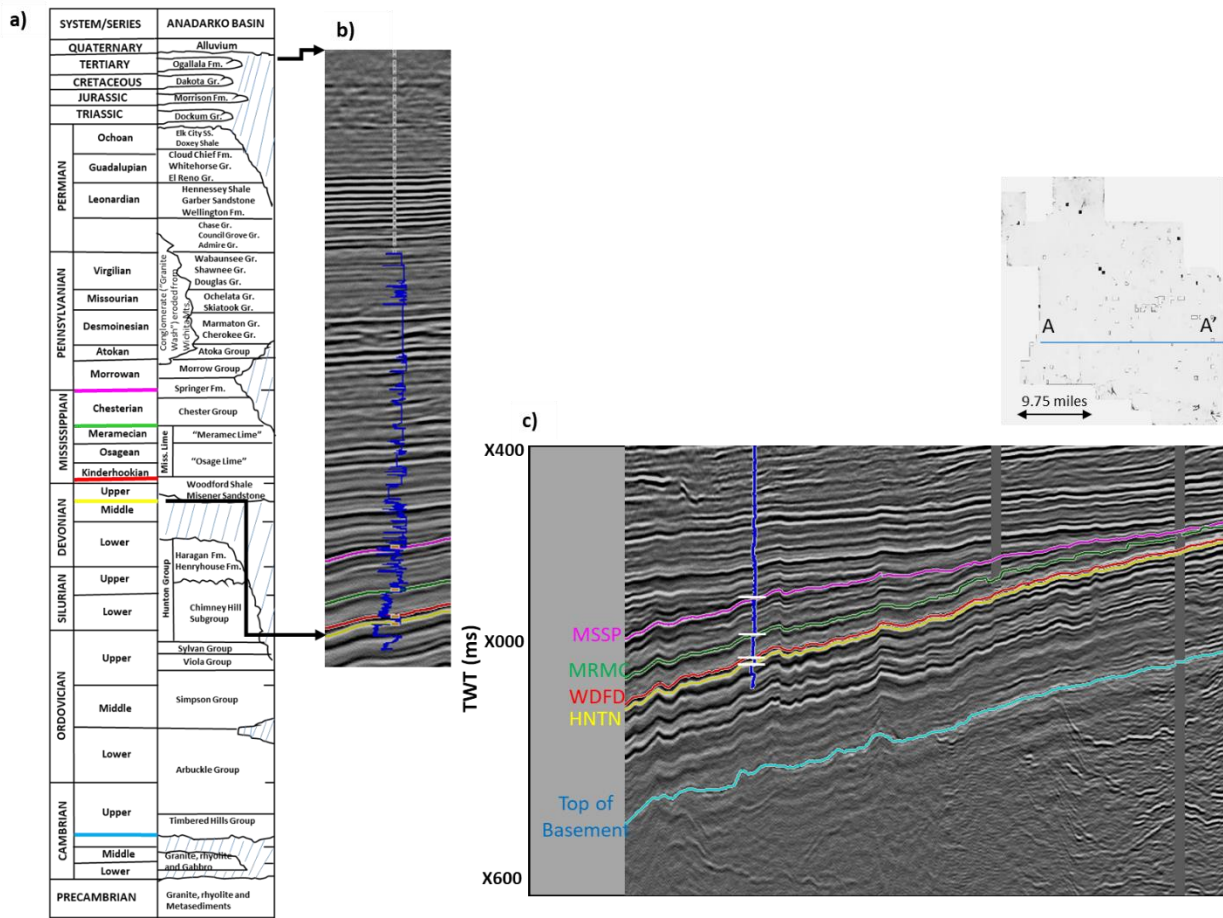 a)
SYSTEM/SERIES ANADARKO BASIN
QUATERNARY Alluvium
TERTIARY Ogallala Fm.
CRETACEOUS Dakota Gr.
JURASSIC Morrison Fm.
TRIASSIC Dockum Gr.
PERMIAN
Ochoan
Elk City SS.
Doxey Shale
Guadalupian
Cloud Chief Fm.
Whitehorse Gr.
El Reno Gr.
Leonardian
Hennessey Shale
Garber Sandstone
Wellington Fm.
Chase Gr.
Council Grove Gr.
Admire Gr.
PENNSYLVANIAN
Conglomerate ("Granite
Wash") eroded from
Wichita Mts.
Virgilian
Wabaunsee Gr.
Shawnee Gr.
Douglas Gr.
Missourian
Ochelata Gr.
Skiatook Gr.
Desmoinesian
Marmaton Gr.
Cherokee Gr.
Atokan Atoka Group
Morrowan Morrow Group
Springer Fm.
MISSISSIPPIAN
Chesterian Chester Group
Miss. Lime
Meramecian "Meramec Lime"
Osagean "Osage Lime"
Kinderhookian
DEVONIAN
Upper
Woodford Shale
Misener Sandstone
Middle
Lower
Hunton Group
Haragan Fm.
Henryhouse Fm.
SILURIAN
Upper
Lower
Chimney Hill
Subgroup
ORDOVICIAN
Upper
Sylvan Group
Viola Group
Middle
Simpson Group
Lower
Arbuckle Group
CAMBRIAN
Upper
Timbered Hills Group
Middle
Lower
Granite, rhyolite
and Gabbro
PRECAMBRIAN
Granite, rhyolite and
Metasediments
b)
A A'
9.75 miles
c)
X400
X000
X600
TWT (ms)
MSSP
MRMC
WDFD
HNTN
Top of
Basement